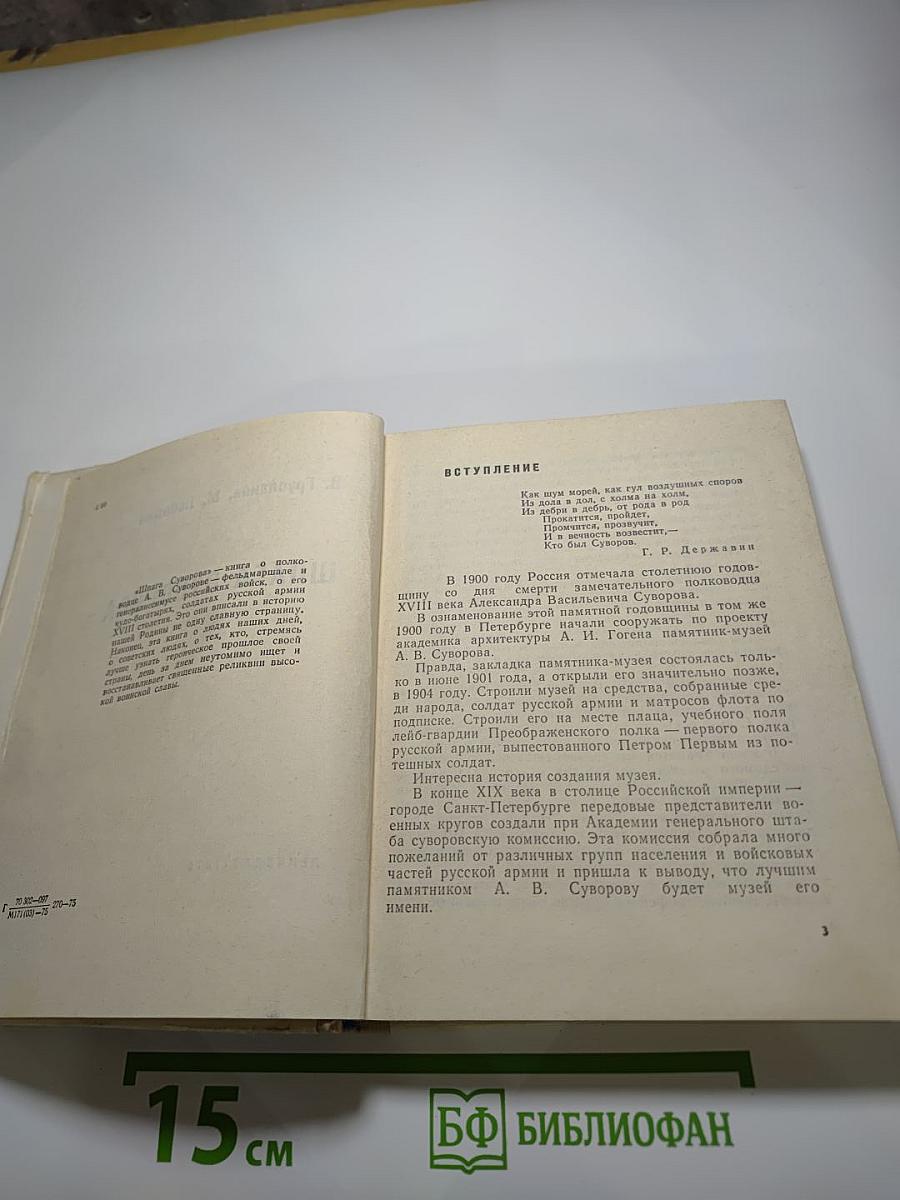 «Шпага Суворова» — книга о полко-
водце А. В. Суворове — фельдмаршале и
генералиссимусе российских войск, о его
чудо-богатырях, солдатах русской армии
XVIII столетия. Это они вписали в историю
нашей Родины не одну славную страницу.
Наконец, эта книга о людях наших дней,
о советских людях, о тех, кто, стремясь
лучше узнать героическое прошлое своей
страны, день за днем неутомимо ищет и
восстанавливает священные реликвии высо-
кой воинской славы.
Г 70302—097
М171(03)—75 270—75
ВСТУПЛЕНИЕ
Как шум морей, как гул воздушных споров
Из дола в дол, с холма на холм,
Из дебри в дебрь, от рода в род
Прокатится, пройдет,
Промчится, прозвучит,
И в вечность возвестит,—
Кто был Суворов.
Г. Р. Державин
В 1900 году Россия отмечала столетнюю годов-
щину со дня смерти замечательного полководца
XVIII века Александра Васильевича Суворова.
В ознаменование этой памятной годовщины в том же
1900 году в Петербурге начали сооружать по проекту
академика архитектуры А. И. Гогена памятник-музей
А. В. Суворова.
Правда, закладка памятника-музея состоялась толь-
ко в июне 1901 года, а открыли его значительно позже,
в 1904 году. Строили музей на средства, собранные сре-
ди народа, солдат русской армии и матросов флота по
подписке. Строили его на месте плаца, учебного поля
лейб-гвардии Преображенского полка — первого полка
русской армии, выпестованного Петром Первым из по-
тешных солдат.
Интересна история создания музея.
В конце XIX века в столице Российской империи —
городе Санкт-Петербурге передовые представители во-
енных кругов создали при Академии генерального шта-
ба суворовскую комиссию. Эта комиссия собрала много
пожеланий от различных групп населения и войсковых
частей русской армии и пришла к выводу, что лучшим
памятником А. В. Суворову будет музей его
имени.
3
15 см
БФ БИБЛИОФАН